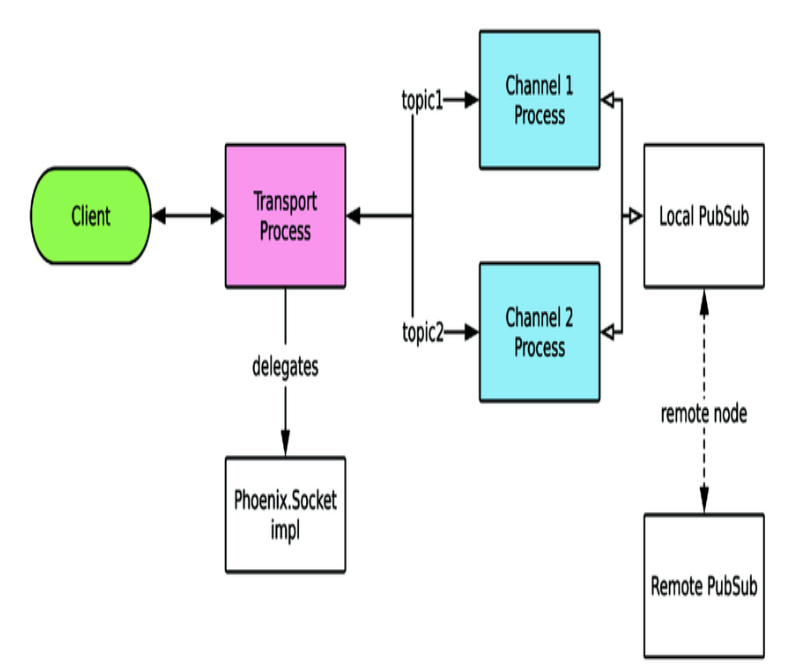 Client
Transport
Process
delegates
Phoenix.Socket
impl
topic1
topic2
Channel 1
Process
Channel 2
Process
Local PubSub
remote node
Remote PubSub